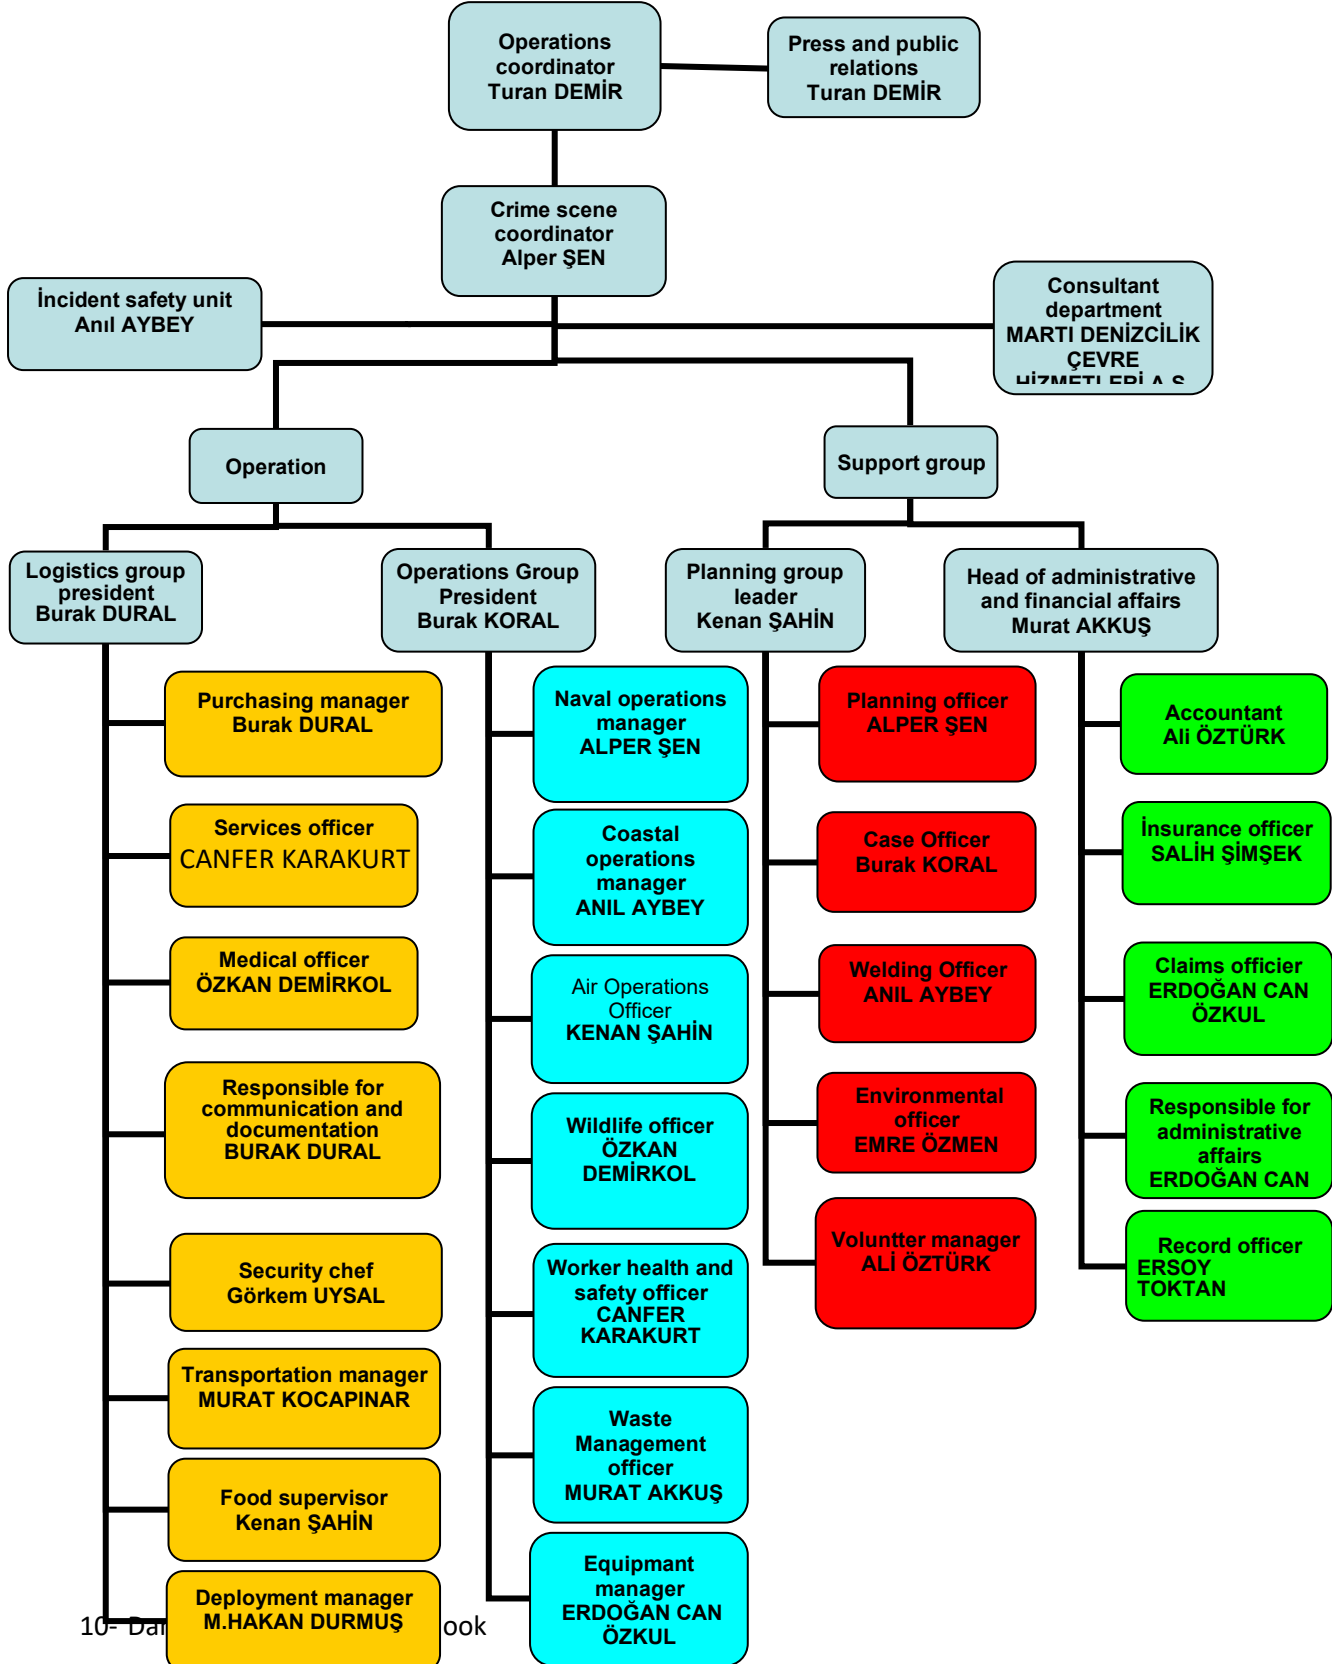 Operations
coordinator
Turan DEMİR
Press and public
relations
Turan DEMİR
Crime scene
coordinator
Alper ŞEN
İncident safety unit
Anıl AYBEY
Consultant
department
MARTI DENİZCİLİK
ÇEVRE
HİZMETLERİ A.Ş.
Operation
Support group
Logistics group
president
Burak DURAL
Operations Group
President
Burak KORAL
Planning group
leader
Kenan ŞAHİN
Head of administrative
and financial affairs
Murat AKKUŞ
Purchasing manager
Burak DURAL
Services officer
CANFER KARAKURT
Medical officer
ÖZKAN DEMİRKOL
Responsible for
communication and
documentation
BURAK DURAL
Security chef
Görkem UYSAL
Transportation manager
MURAT KOCAPINAR
Food supervisor
Kenan ŞAHİN
Deployment manager
M.HAKAN DURMUŞ
Naval operations
manager
ALPER ŞEN
Coastal
operations
manager
ANIL AYBEY
Air Operations
Officer
KENAN ŞAHİN
Wildlife officer
ÖZKAN
DEMİRKOL
Worker health and
safety officer
CANFER
KARAKURT
Waste
Management
officer
MURAT AKKUŞ
Equipmant
manager
ERDOĞAN CAN
ÖZKUL
Planning officer
ALPER ŞEN
Case Officer
Burak KORAL
Welding Officer
ANIL AYBEY
Environmental
officer
EMRE ÖZMEN
Voluntter manager
ALİ ÖZTÜRK
Accountant
Ali ÖZTÜRK
İnsurance officer
SALİH ŞİMŞEK
Claims officier
ERDOĞAN CAN
ÖZKUL
Responsible for
administrative
affairs
ERDOĞAN CAN
Record officer
ERSOY
TOKTAN
10- Dar ook